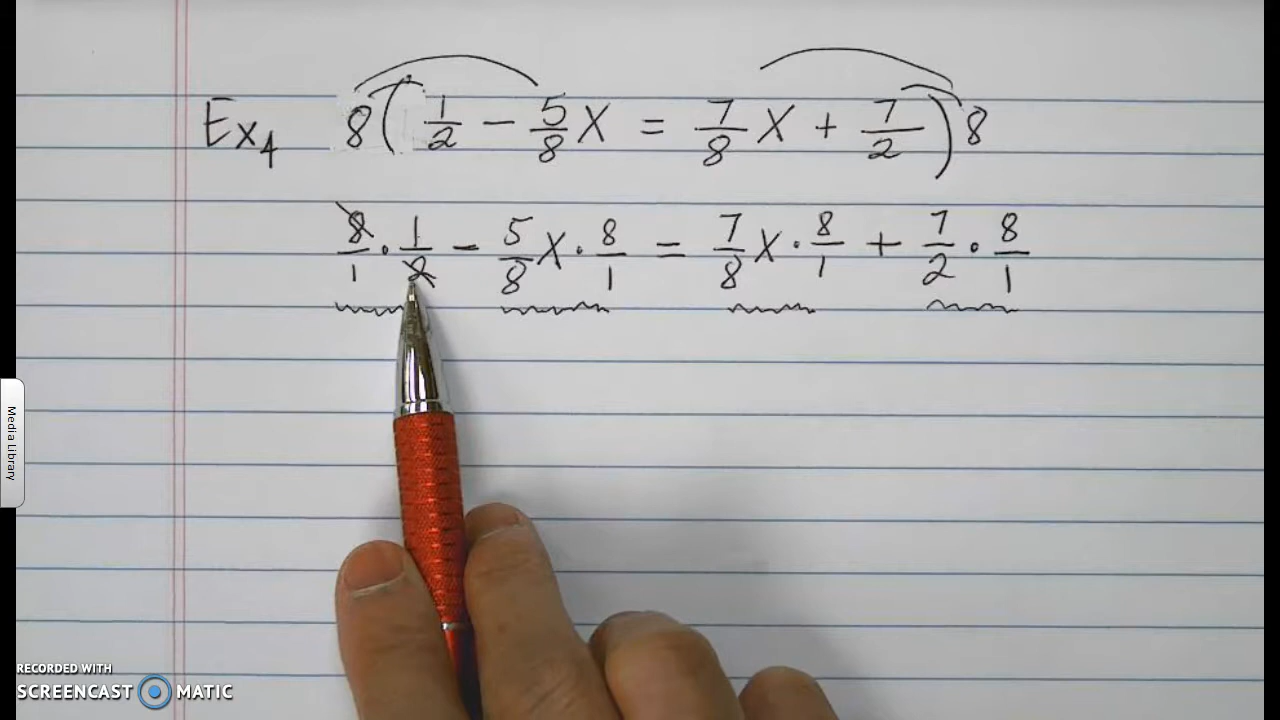 Ex4 8(1/2 - 5/8 X = 7/8 X + 7/2)8
8/1 · 1/2 - 5/8 X · 8/1 = 7/8 X · 8/1 + 7/2 · 8/1
Media Library
RECORDED WITH
SCREENCAST MATIC